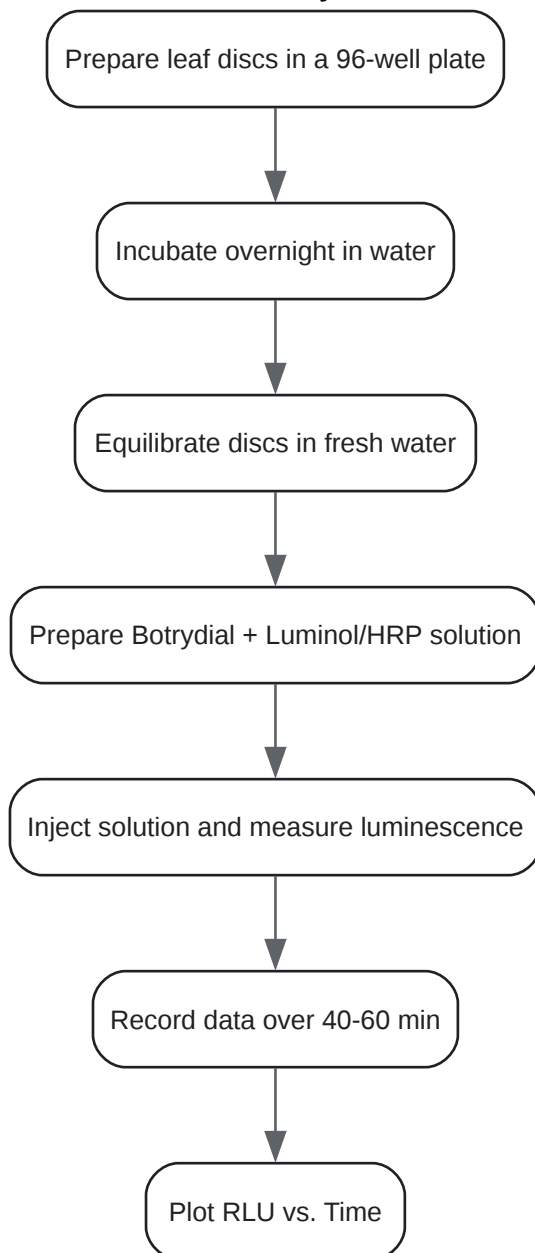 Prepare leaf discs in a 96-well plate
Incubate overnight in water
Equilibrate discs in fresh water
Prepare Botrydial + Luminol/HRP solution
Inject solution and measure luminescence
Record data over 40-60 min
Plot RLU vs. Time